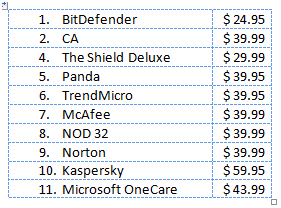 1. BitDefender $24.95
2. CA $39.99
4. The Shield Deluxe $29.99
5. Panda $39.95
6. TrendMicro $39.95
7. McAfee $39.99
8. NOD 32 $39.99
9. Norton $39.99
10. Kaspersky $59.95
11. Microsoft OneCare $43.99